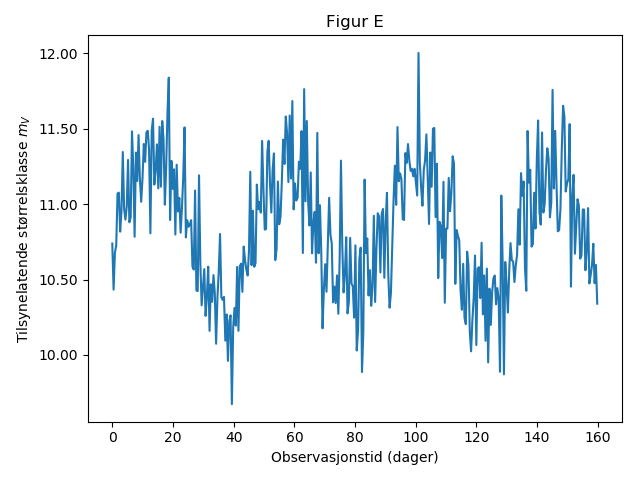 Figur E
12.00
11.50
11.00
10.50
10.00
Tilsynelatende størrelsklasse $m_V$
0 20 40 60 80 100 120 140 160
Observasjonstid (dager)